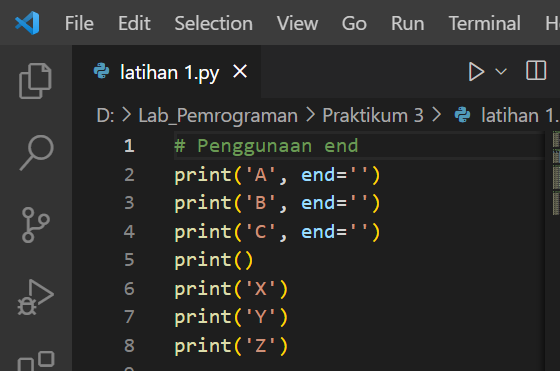 File Edit Selection View Go Run Terminal
latihan 1.py
D: > Lab_Pemrograman > Praktikum 3 > latihan 1.
1 # Penggunaan end
2 print('A', end='')
3 print('B', end='')
4 print('C', end='')
5 print()
6 print('X')
7 print('Y')
8 print('Z')